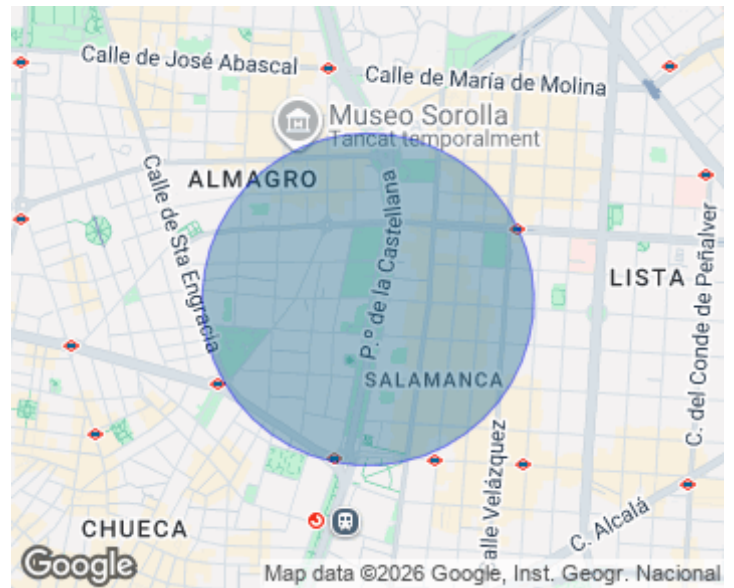 Calle de José Abascal
Calle de María de Molina
Museo Sorolla
Tancat temporalment
ALMAGRO
Calle de Sta Engracia
P.º de la Castellana
LISTA
C. del Conde de Peñalver
SALAMANCA
alle Velázquez
C. Alcalá
CHUECA
Google
Map data ©2026 Google, Inst. Geogr. Nacional